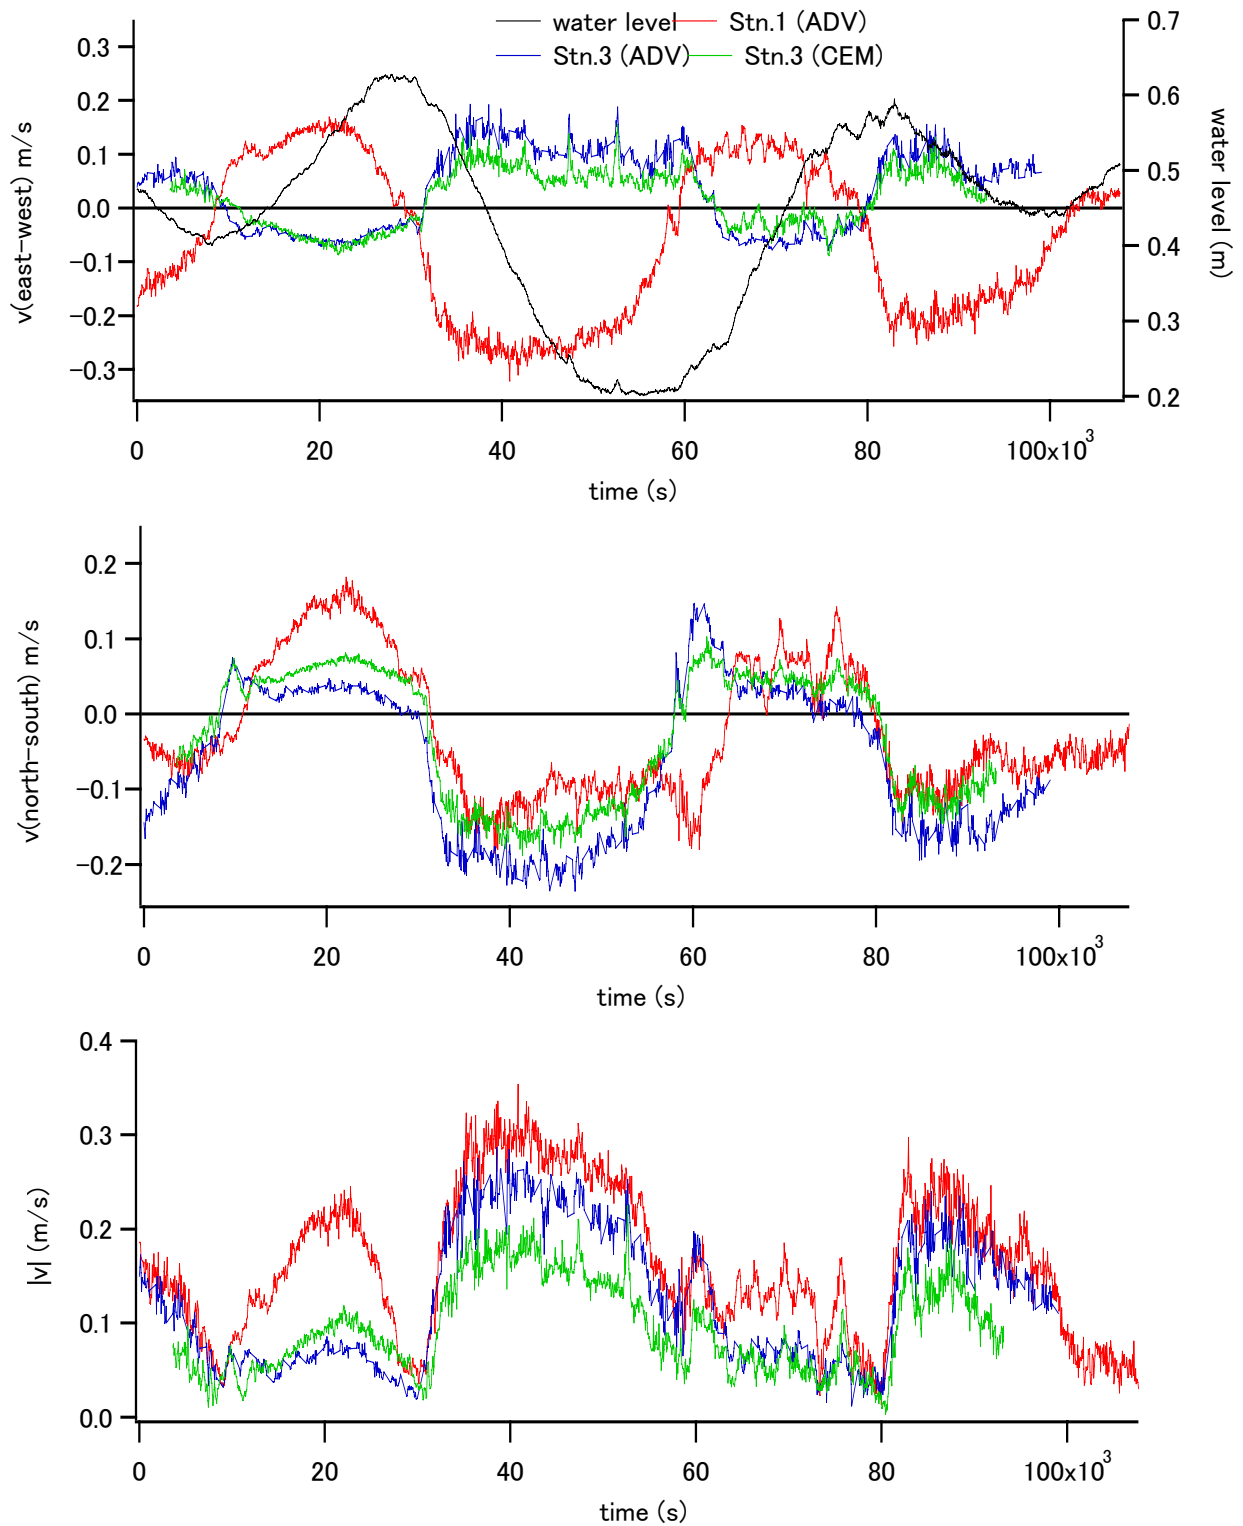 water level Stn.1 (ADV)
Stn.3 (ADV) Stn.3 (CEM)
v(east-west) m/s
0.3
0.2
0.1
0.0
-0.1
-0.2
-0.3
0.7
0.6
0.5
0.4
0.3
0.2
water level (m)
0 20 40 60 80 100x10³
time (s)
v(north-south) m/s
0.2
0.1
0.0
-0.1
-0.2
0 20 40 60 80 100x10³
time (s)
|v| (m/s)
0.4
0.3
0.2
0.1
0.0
0 20 40 60 80 100x10³
time (s)